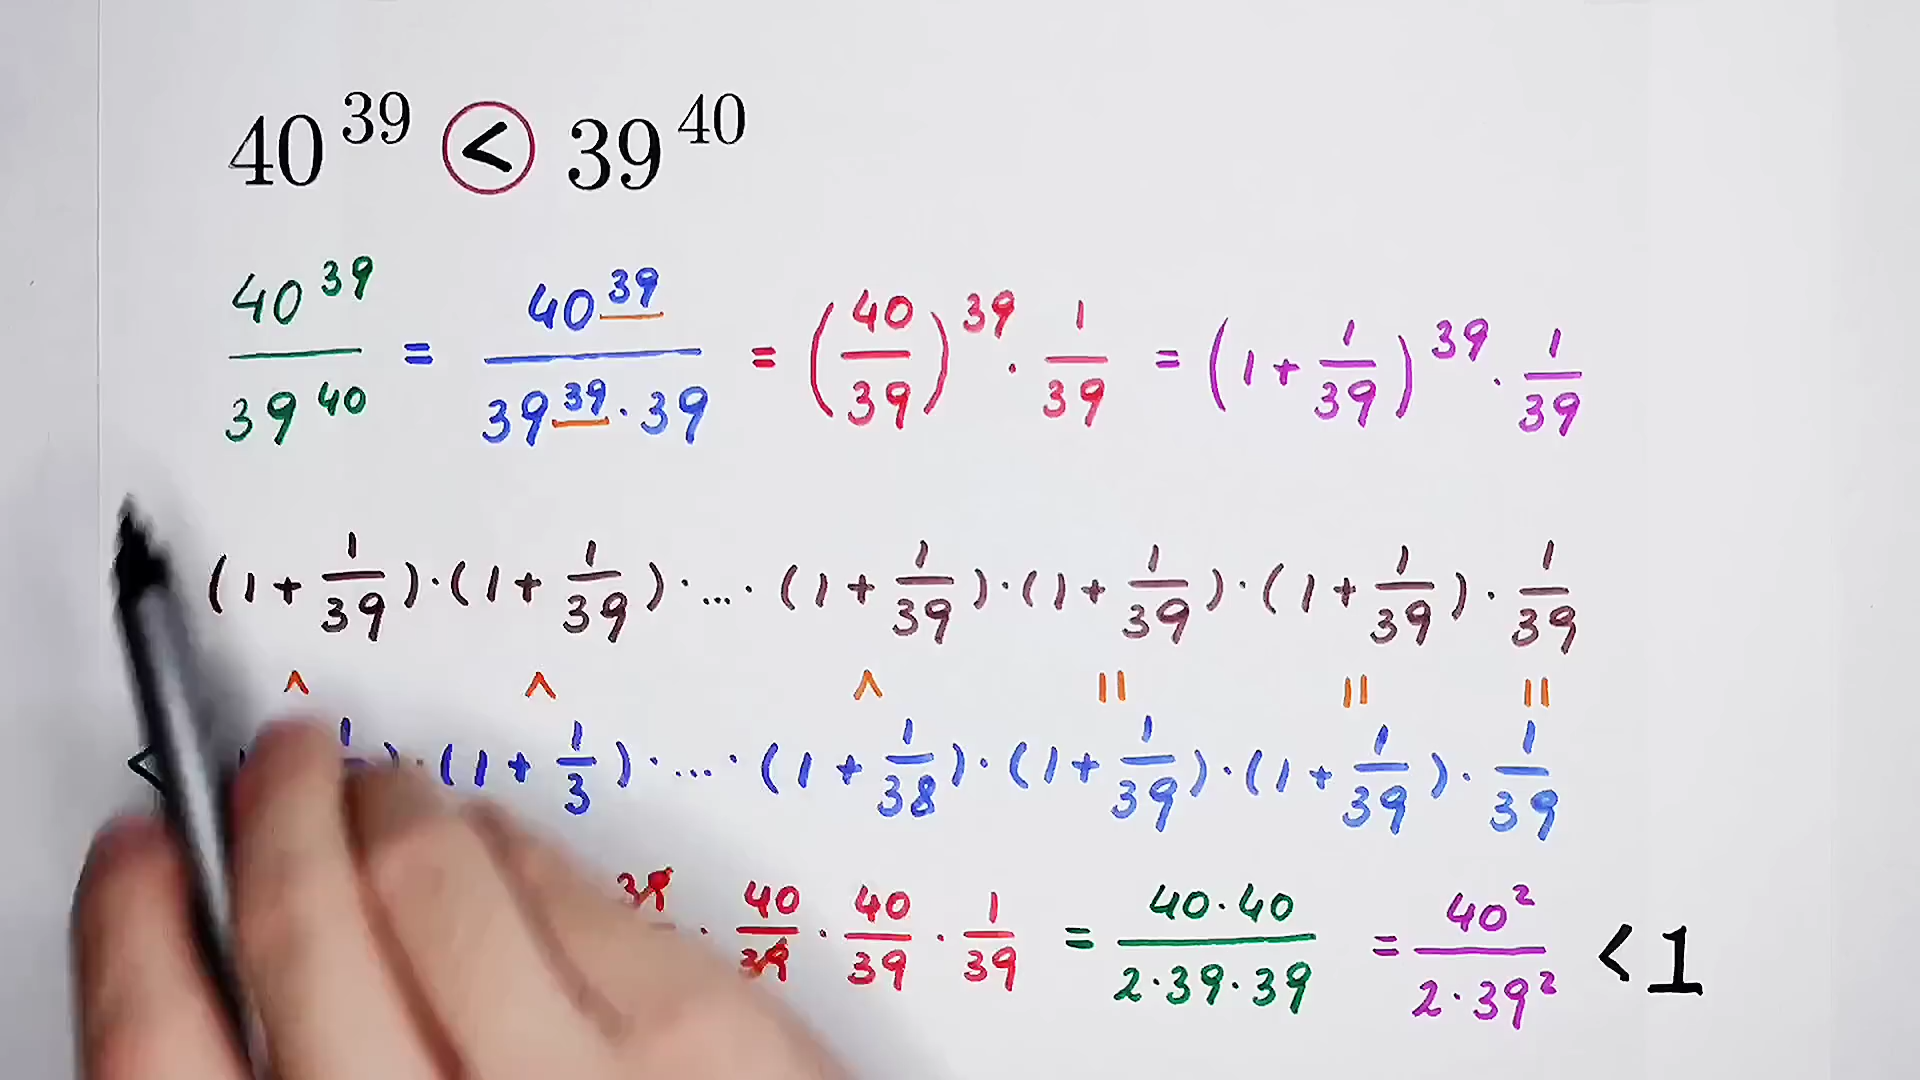 40^39 < 39^40
40^39/39^40 = 40^39/(39^39 · 39) = (40/39)^39 · 1/39 = (1 + 1/39)^39 · 1/39
(1 + 1/39) · (1 + 1/39) · ... · (1 + 1/39) · (1 + 1/39) · (1 + 1/39) · 1/39
^ ^ ^ || || ||
< · (1 + 1/3) · ... · (1 + 1/38) · (1 + 1/39) · (1 + 1/39) · 1/39
39 · 40/39 · 40/39 · 1/39 = (40 · 40)/(2 · 39 · 39) = 40²/(2 · 39²) < 1